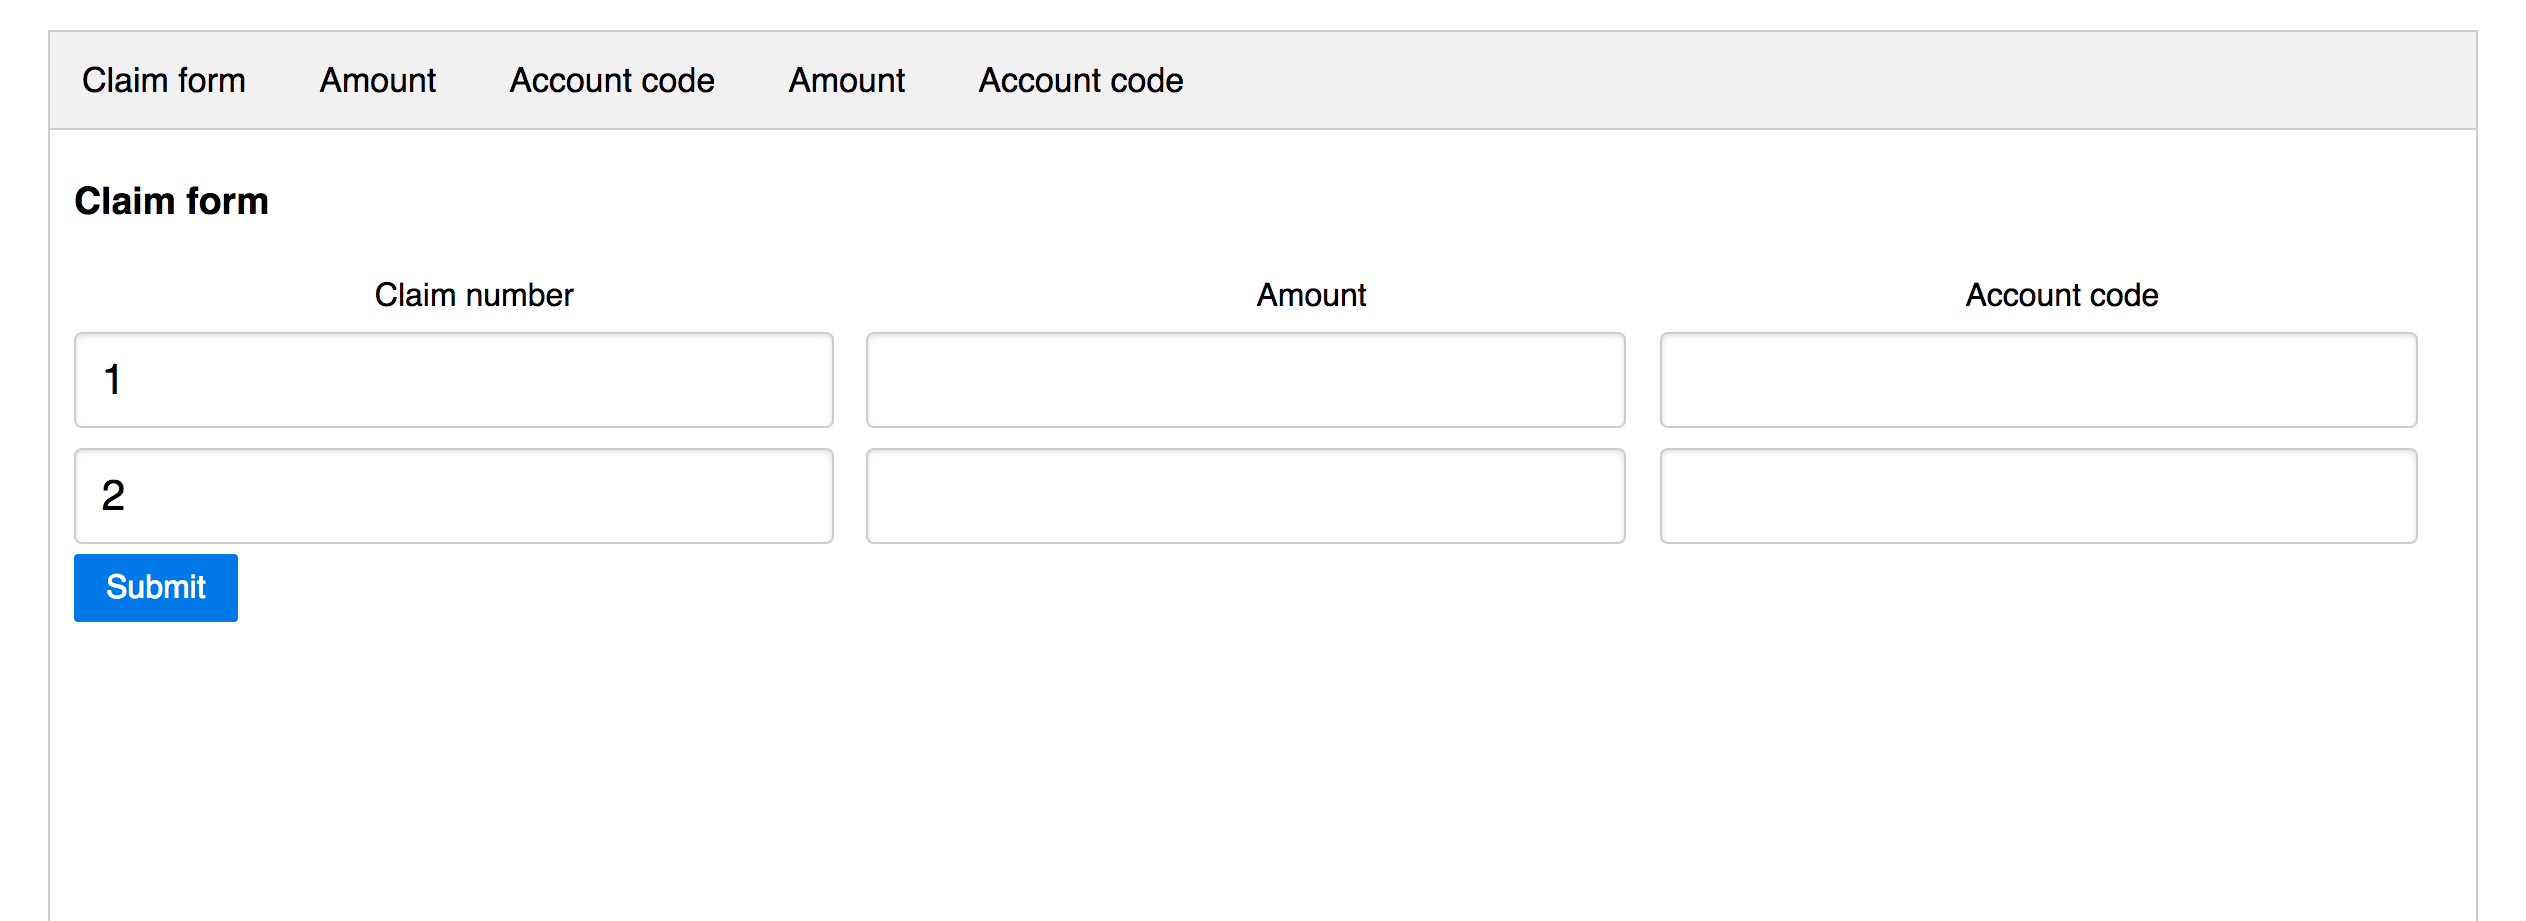 Claim form Amount Account code Amount Account code
Claim form
Claim number Amount Account code
1
2
Submit